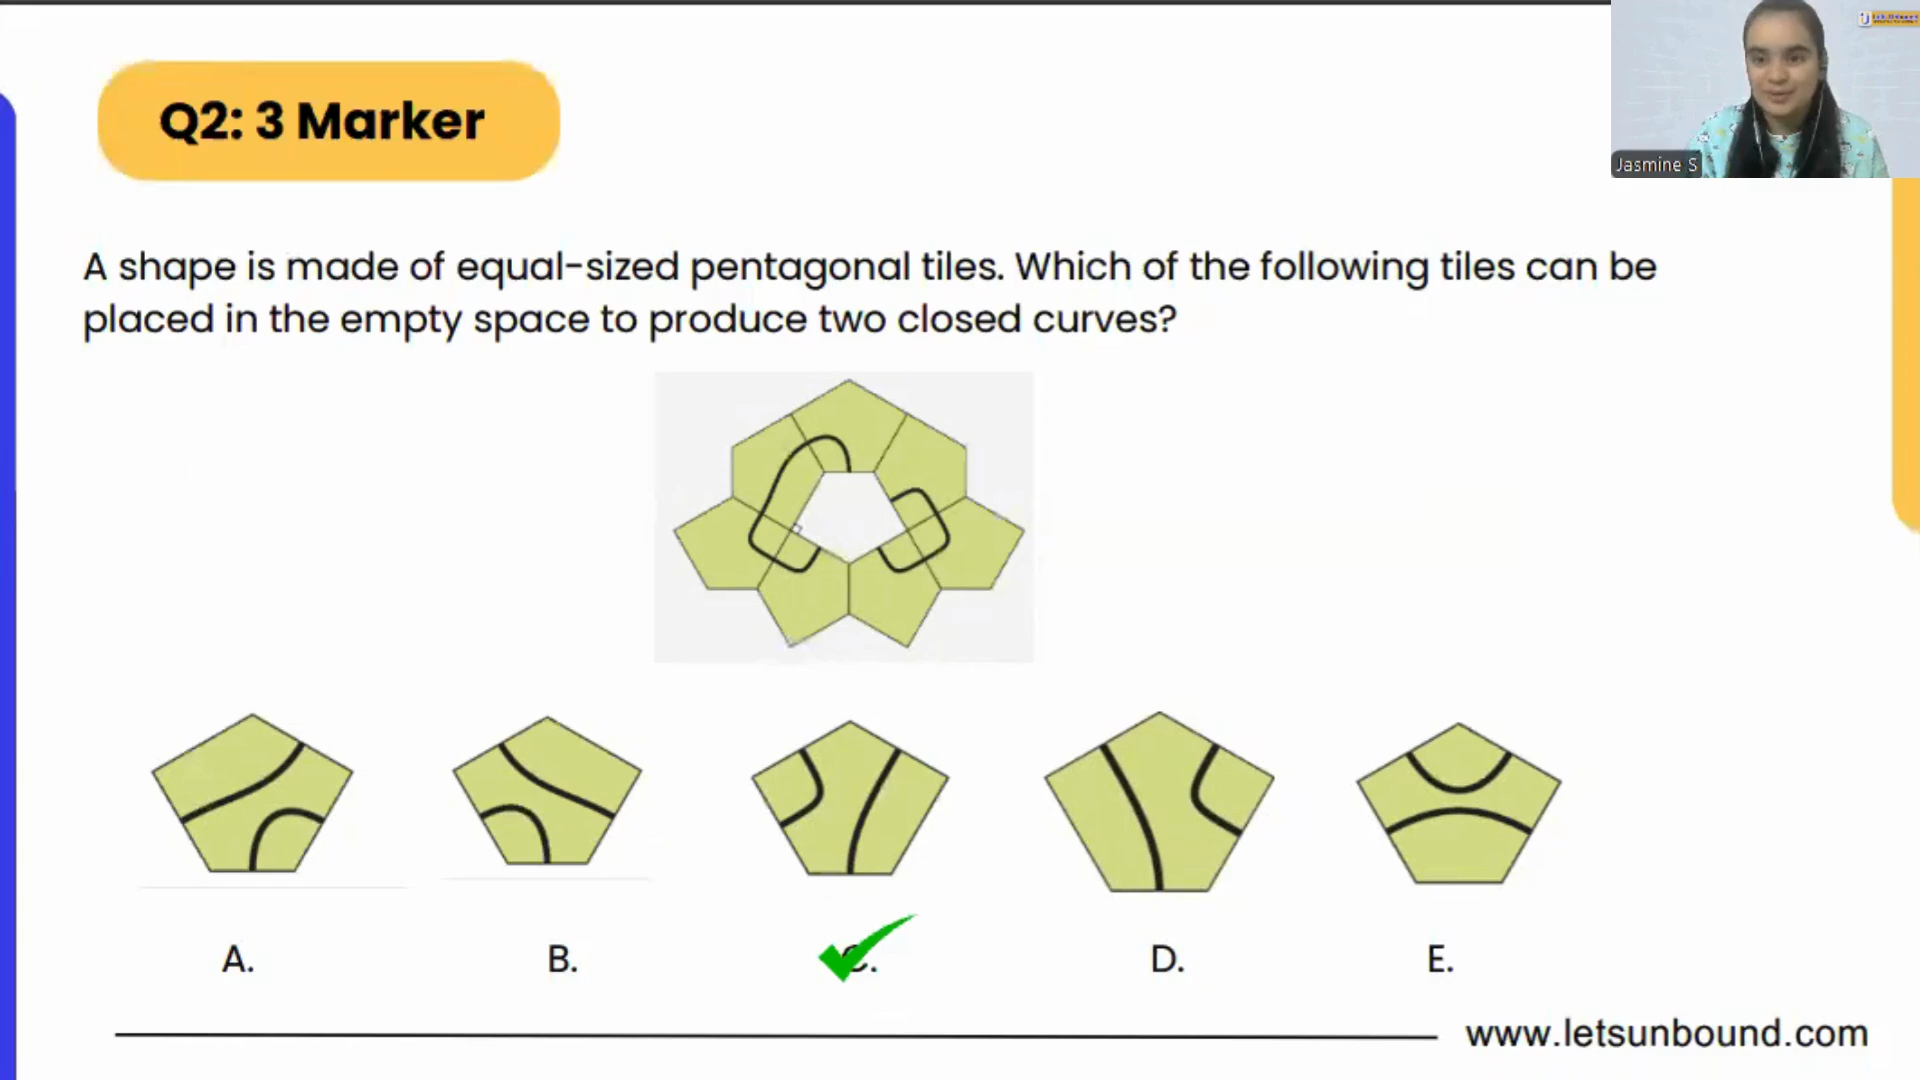 Q2: 3 Marker
Jasmine S
A shape is made of equal-sized pentagonal tiles. Which of the following tiles can be
placed in the empty space to produce two closed curves?
A.
B.
C.
D.
E.
www.letsunbound.com